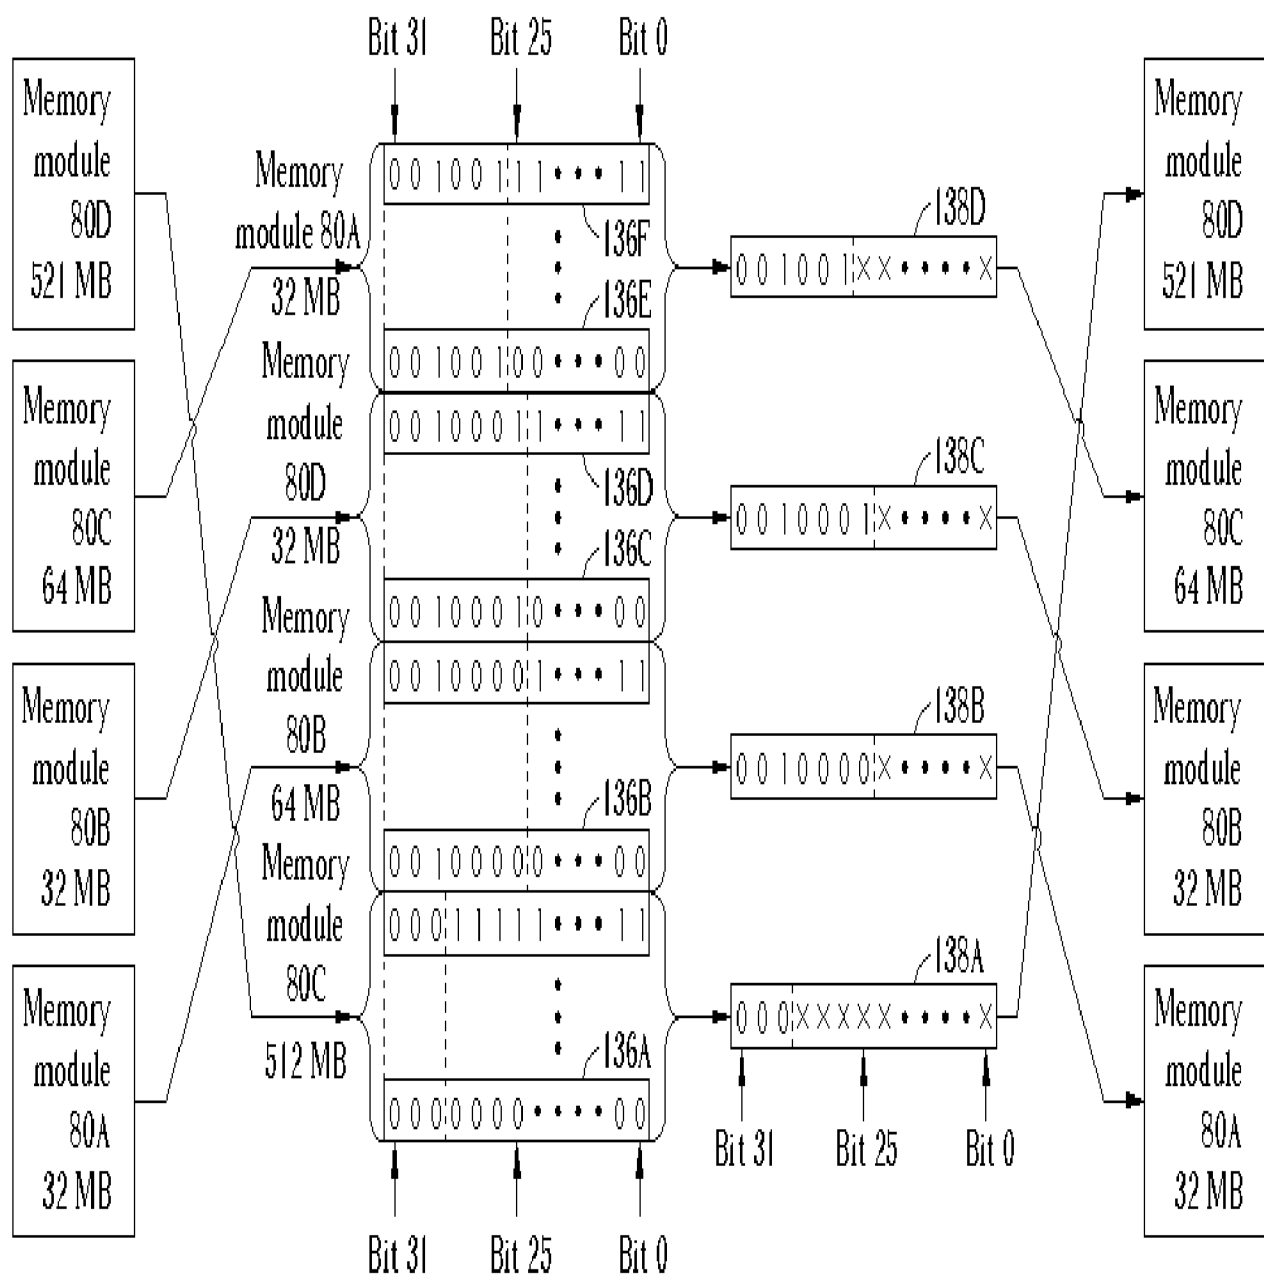 Bit 31 Bit 25 Bit 0
Memory
module
80D
521 MB
Memory
module
80C
64 MB
Memory
module
80B
32 MB
Memory
module
80A
32 MB
Memory
module 80A
32 MB
Memory
module
80D
32 MB
Memory
module
80B
64 MB
Memory
module
80C
512 MB
0 0 1 0 0 1 1 1 • • • 1 1
136F
136E
0 0 1 0 0 1 0 0 • • • 0 0
0 0 1 0 0 0 1 1 • • • 1 1
136D
136C
0 0 1 0 0 0 1 0 • • • 0 0
0 0 1 0 0 0 0 1 • • • 1 1
136B
0 0 1 0 0 0 0 0 • • • 0 0
0 0 0 1 1 1 1 1 • • • 1 1
136A
0 0 0 0 0 0 0 • • • • 0 0
Bit 31 Bit 25 Bit 0
138D
0 0 1 0 0 1 X X • • • • X
138C
0 0 1 0 0 0 1 X • • • • X
138B
0 0 1 0 0 0 0 X • • • • X
138A
0 0 0 X X X X X • • • • X
Bit 31 Bit 25 Bit 0
Memory
module
80D
521 MB
Memory
module
80C
64 MB
Memory
module
80B
32 MB
Memory
module
80A
32 MB